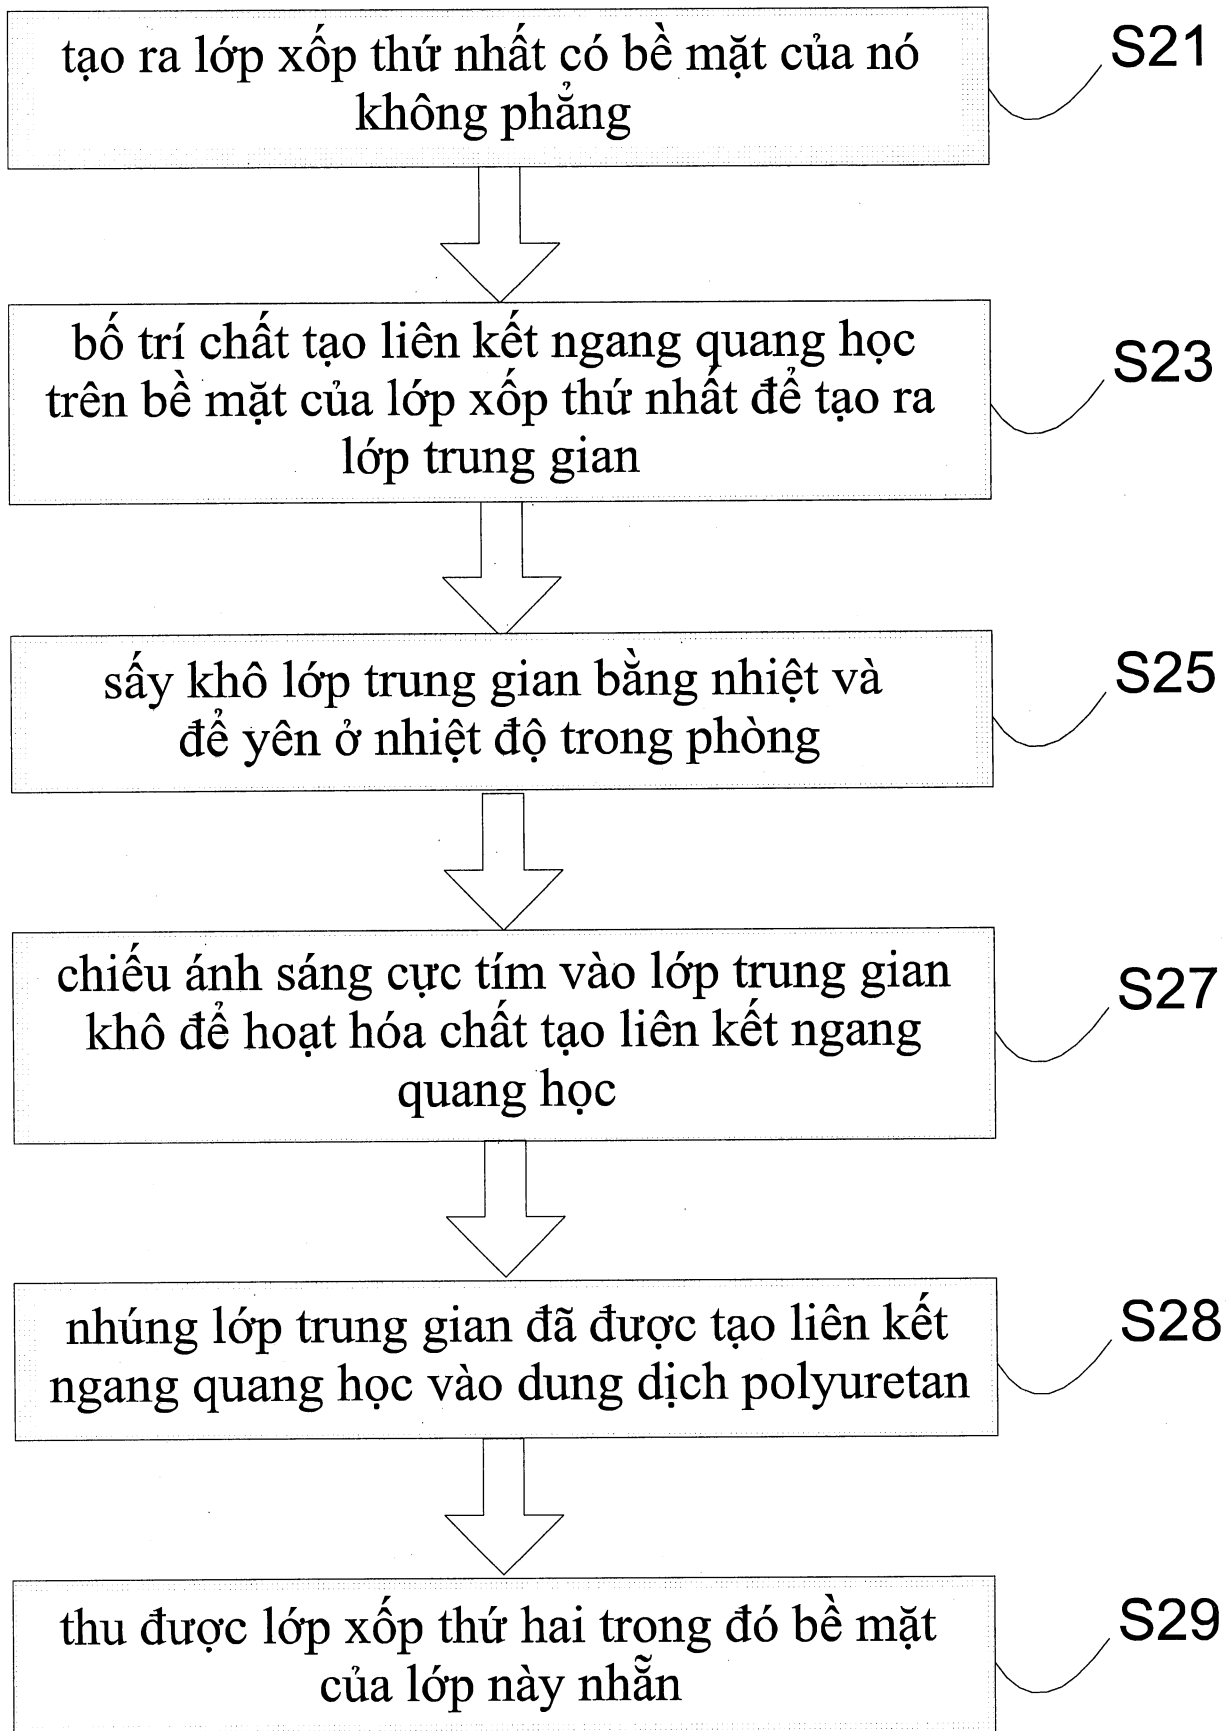 tạo ra lớp xốp thứ nhất có bề mặt của nó
không phẳng
S21
bố trí chất tạo liên kết ngang quang học
trên bề mặt của lớp xốp thứ nhất để tạo ra
lớp trung gian
S23
sấy khô lớp trung gian bằng nhiệt và
để yên ở nhiệt độ trong phòng
S25
chiếu ánh sáng cực tím vào lớp trung gian
khô để hoạt hóa chất tạo liên kết ngang
quang học
S27
nhúng lớp trung gian đã được tạo liên kết
ngang quang học vào dung dịch polyuretan
S28
thu được lớp xốp thứ hai trong đó bề mặt
của lớp này nhẵn
S29